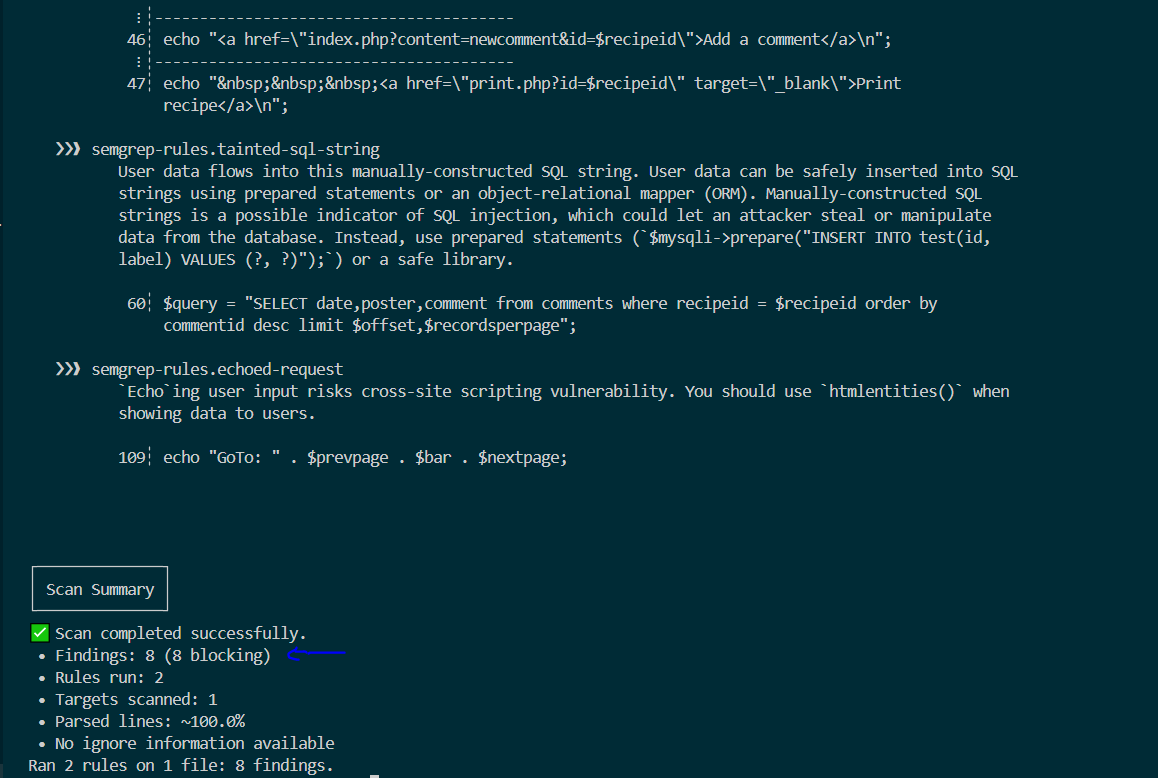 ⋮┆----------------------------------------
46┆ echo "<a href=\"index.php?content=newcomment&id=$recipeid\">Add a comment</a>\n";
⋮┆----------------------------------------
47┆ echo "&nbsp;&nbsp;&nbsp;<a href=\"print.php?id=$recipeid\" target=\"_blank\">Print
recipe</a>\n";
❯❯❱ semgrep-rules.tainted-sql-string
User data flows into this manually-constructed SQL string. User data can be safely inserted into SQL
strings using prepared statements or an object-relational mapper (ORM). Manually-constructed SQL
strings is a possible indicator of SQL injection, which could let an attacker steal or manipulate
data from the database. Instead, use prepared statements (`$mysqli->prepare("INSERT INTO test(id,
label) VALUES (?, ?)");`) or a safe library.
60┆ $query = "SELECT date,poster,comment from comments where recipeid = $recipeid order by
commentid desc limit $offset,$recordsperpage";
❯❯❱ semgrep-rules.echoed-request
`Echo`ing user input risks cross-site scripting vulnerability. You should use `htmlentities()` when
showing data to users.
109┆ echo "GoTo: " . $prevpage . $bar . $nextpage;
Scan Summary
✅ Scan completed successfully.
• Findings: 8 (8 blocking)
• Rules run: 2
• Targets scanned: 1
• Parsed lines: ~100.0%
• No ignore information available
Ran 2 rules on 1 file: 8 findings.